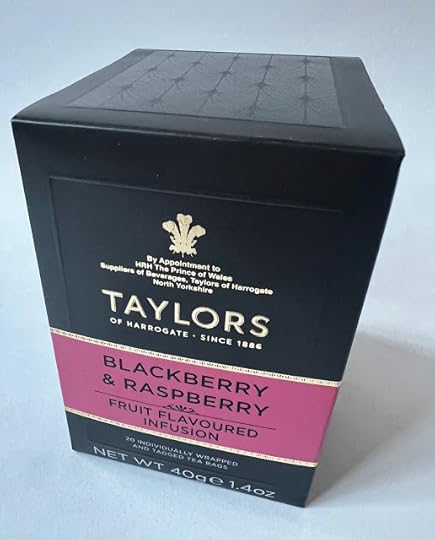 By Appointment to
HRH The Prince of Wales
Suppliers of Beverages, Taylors of Harrogate
North Yorkshire
TAYLORS
OF HARROGATE · SINCE 1886
BLACKBERRY
& RASPBERRY
FRUIT FLAVOURED
INFUSION
20 INDIVIDUALLY WRAPPED
AND TAGGED TEA BAGS
NET WT 40g℮ 1.4oz